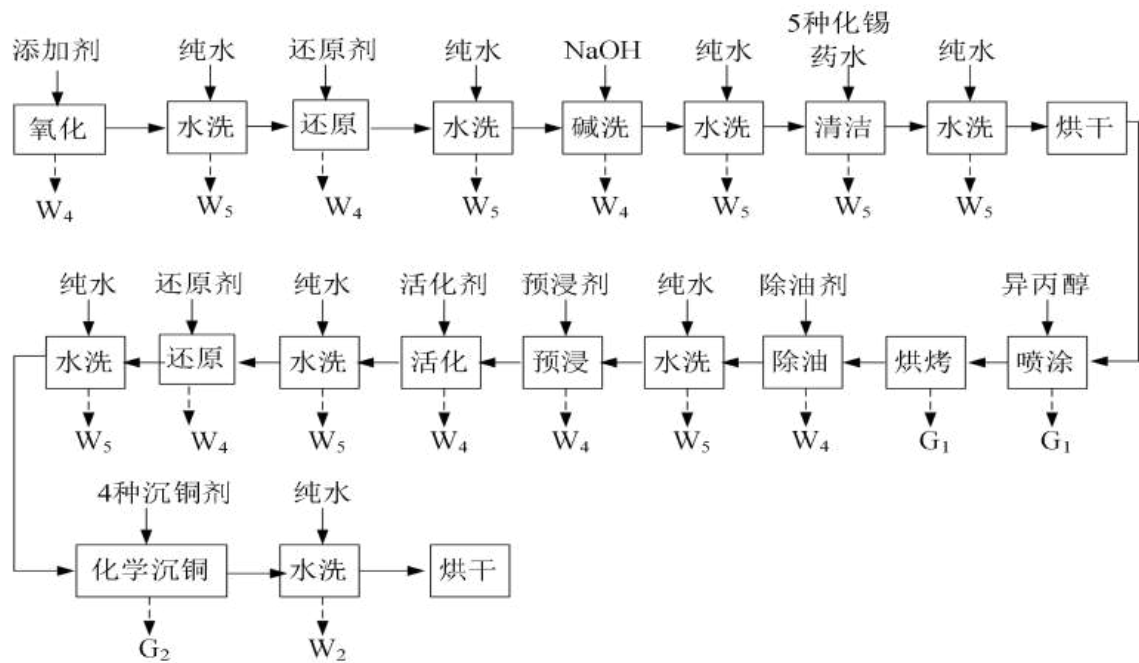 添加剂 纯水 还原剂 纯水 NaOH 纯水 5种化锡药水 纯水
氧化 水洗 还原 水洗 碱洗 水洗 清洁 水洗 烘干
W₄ W₅ W₄ W₅ W₄ W₅ W₅ W₅
纯水 还原剂 纯水 活化剂 预浸剂 纯水 除油剂 异丙醇
水洗 还原 水洗 活化 预浸 水洗 除油 烘烤 喷涂
W₅ W₄ W₅ W₄ W₄ W₅ W₄ G₁ G₁
4种沉铜剂 纯水
化学沉铜 水洗 烘干
G₂ W₂